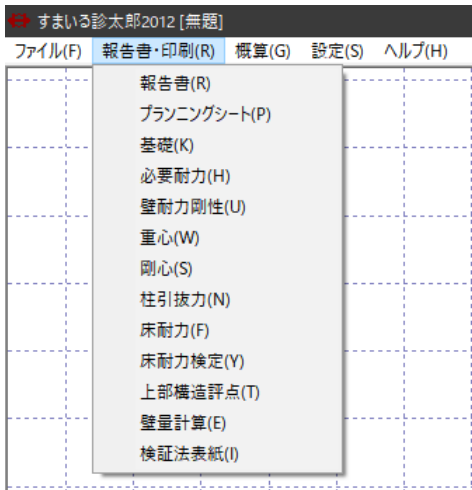 すまいる診太郎2012 [無題]
ファイル(F) 報告書・印刷(R) 概算(G) 設定(S) ヘルプ(H)
報告書(R)
プランニングシート(P)
基礎(K)
必要耐力(H)
壁耐力剛性(U)
重心(W)
剛心(S)
柱引抜力(N)
床耐力(F)
床耐力検定(Y)
上部構造評点(T)
壁量計算(E)
検証法表紙(I)